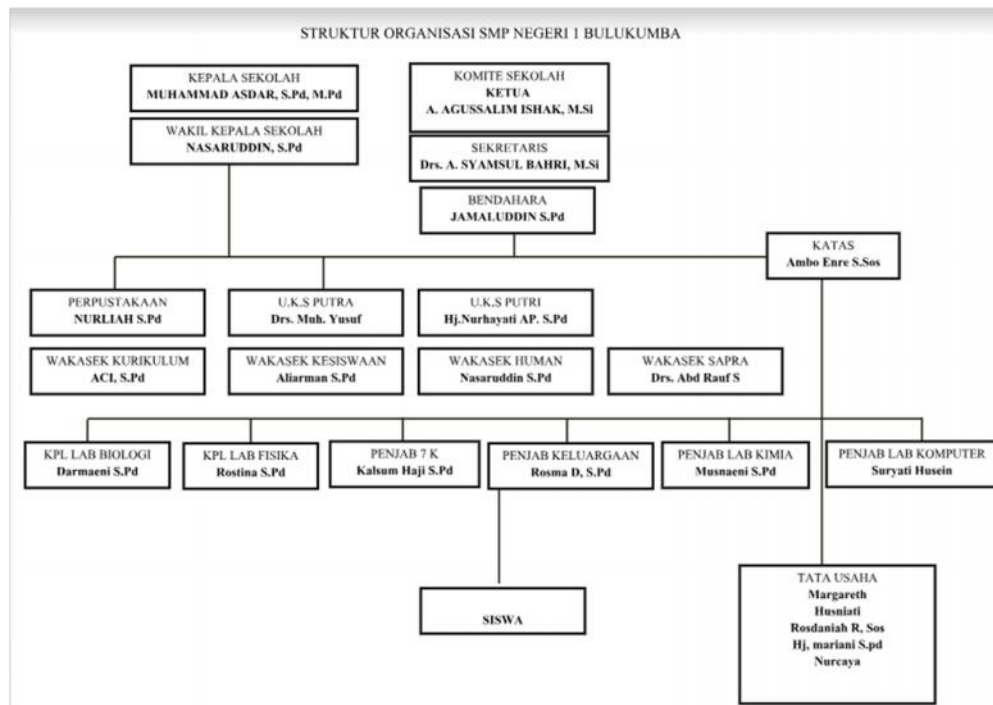 STRUKTUR ORGANISASI SMP NEGERI 1 BULUKUMBA
KEPALA SEKOLAH
MUHAMMAD ASDAR, S.Pd, M.Pd
WAKIL KEPALA SEKOLAH
NASARUDDIN, S.Pd
KOMITE SEKOLAH
KETUA
A. AGUSSALIM ISHAK, M.Si
SEKRETARIS
Drs. A. SYAMSUL BAHRI, M.Si
BENDAHARA
JAMALUDDIN S.Pd
KATAS
Ambo Enre S.Sos
PERPUSTAKAAN
NURLIAH S.Pd
U.K.S PUTRA
Drs. Muh. Yusuf
U.K.S PUTRI
Hj.Nurhayati AP. S.Pd
WAKASEK KURIKULUM
ACI, S.Pd
WAKASEK KESISWAAN
Aliarman S.Pd
WAKASEK HUMAN
Nasaruddin S.Pd
WAKASEK SAPRA
Drs. Abd Rauf S
KPL LAB BIOLOGI
Darmaeni S.Pd
KPL LAB FISIKA
Rostina S.Pd
PENJAB 7 K
Kalsum Haji S.Pd
PENJAB KELUARGAAN
Rosma D, S.Pd
PENJAB LAB KIMIA
Musnaeni S.Pd
PENJAB LAB KOMPUTER
Suryati Husein
SISWA
TATA USAHA
Margareth
Husniati
Rosdaniah R, Sos
Hj, mariani S.pd
Nurcaya